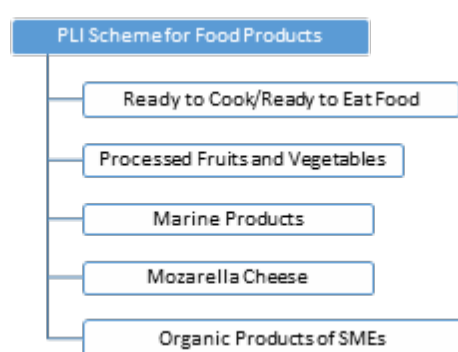 PLI Scheme for Food Products
Ready to Cook/Ready to Eat Food
Processed Fruits and Vegetables
Marine Products
Mozarella Cheese
Organic Products of SMEs